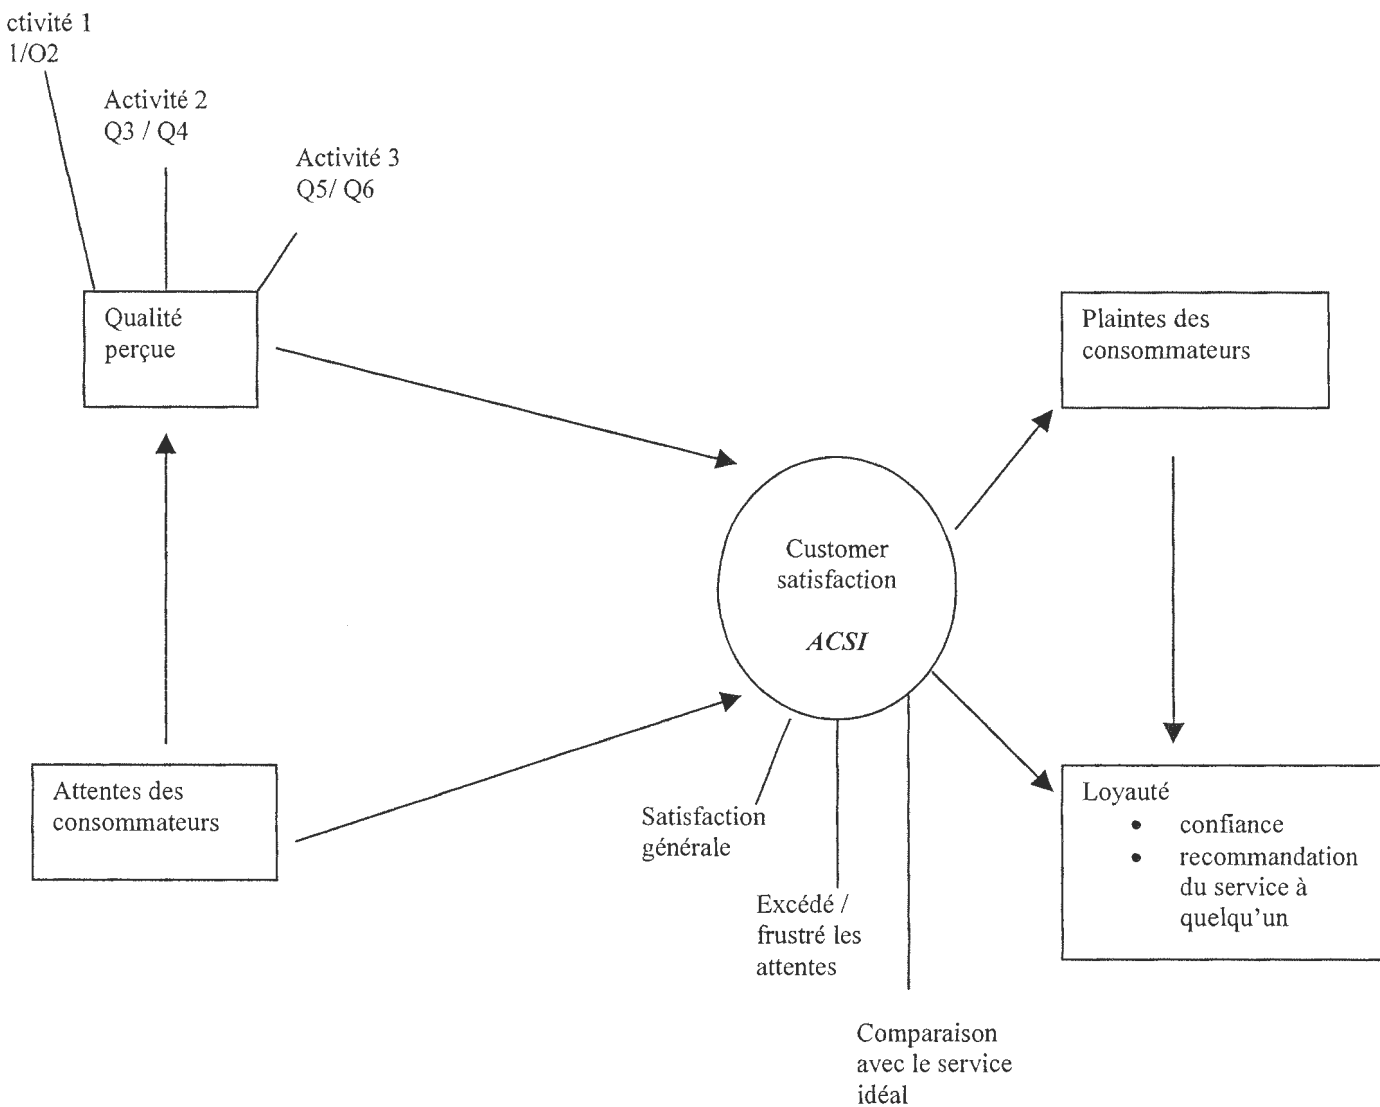 ctivité 1
1/O2
Activité 2
Q3 / Q4
Activité 3
Q5/ Q6
Qualité
perçue
Plaintes des
consommateurs
Customer
satisfaction
ACSI
Attentes des
consommateurs
Satisfaction
générale
Excédé /
frustré les
attentes
Comparaison
avec le service
idéal
Loyauté
• confiance
• recommandation
du service à
quelqu'un